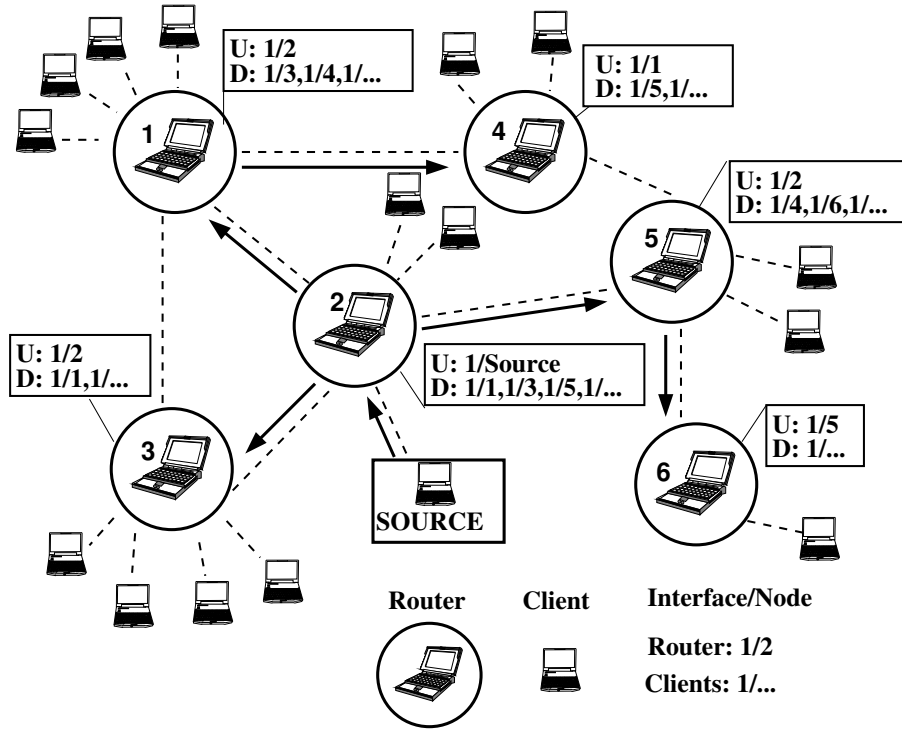 U: 1/2
D: 1/3,1/4,1/...
U: 1/1
D: 1/5,1/...
1
4
U: 1/2
D: 1/4,1/6,1/...
5
2
U: 1/2
D: 1/1,1/...
U: 1/Source
D: 1/1,1/3,1/5,1/...
3
U: 1/5
D: 1/...
6
SOURCE
Router
Client
Interface/Node
Router: 1/2
Clients: 1/...